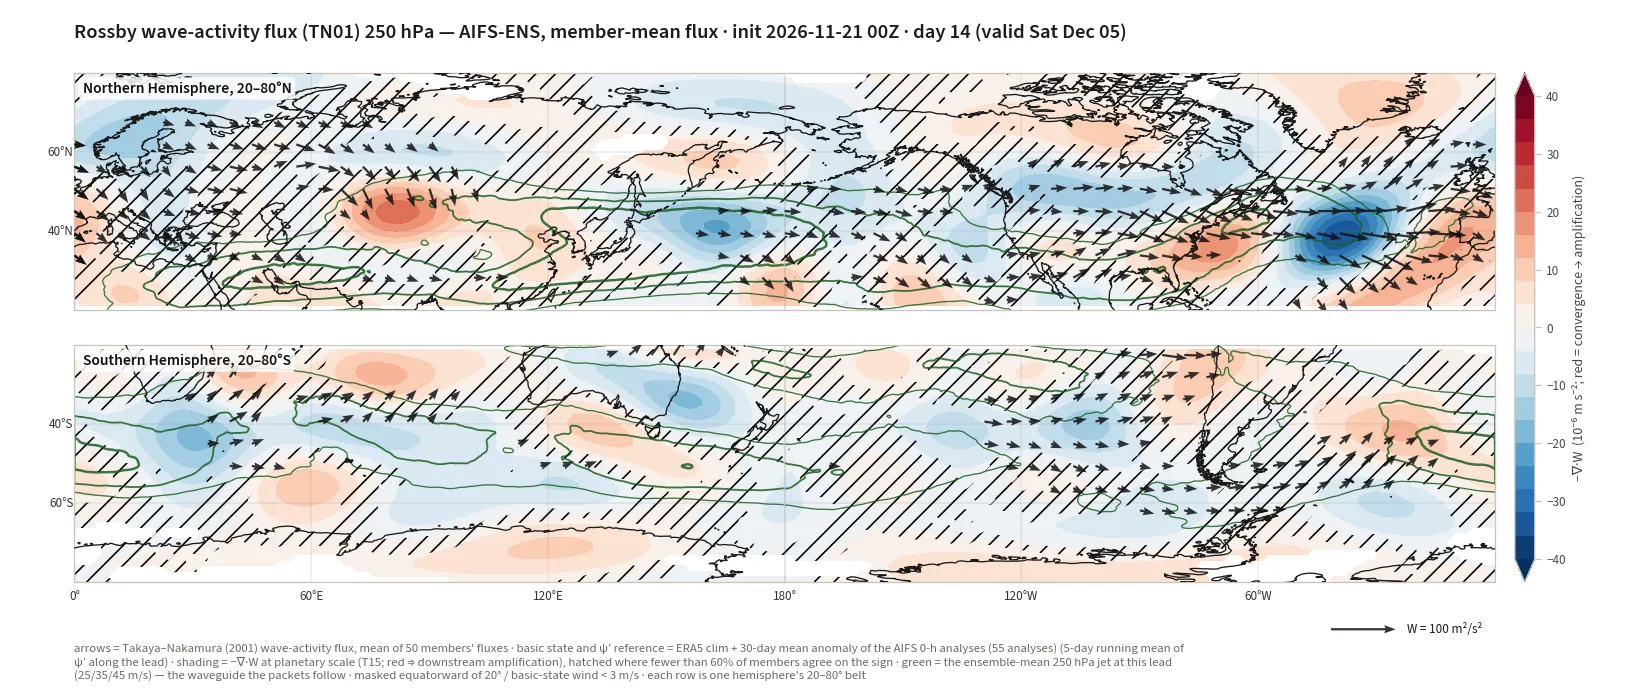 Rossby wave-activity flux (TN01) 250 hPa — AIFS-ENS, member-mean flux · init 2026-11-21 00Z · day 14 (valid Sat Dec 05)
Northern Hemisphere, 20–80°N
60°N
40°N
Southern Hemisphere, 20–80°S
40°S
60°S
0°
60°E
120°E
180°
120°W
60°W
40
30
20
10
0
−10
−20
−30
−40
−∇·W (10⁻⁶ m s⁻²; red = convergence → amplification)
W = 100 m²/s²
arrows = Takaya–Nakamura (2001) wave-activity flux, mean of 50 members' fluxes · basic state and ψ' reference = ERA5 clim + 30-day mean anomaly of the AIFS 0-h analyses (55 analyses) (5-day running mean of
ψ' along the lead) · shading = −∇·W at planetary scale (T15; red ⇒ downstream amplification), hatched where fewer than 60% of members agree on the sign · green = the ensemble-mean 250 hPa jet at this lead
(25/35/45 m/s) — the waveguide the packets follow · masked equatorward of 20° / basic-state wind < 3 m/s · each row is one hemisphere's 20–80° belt